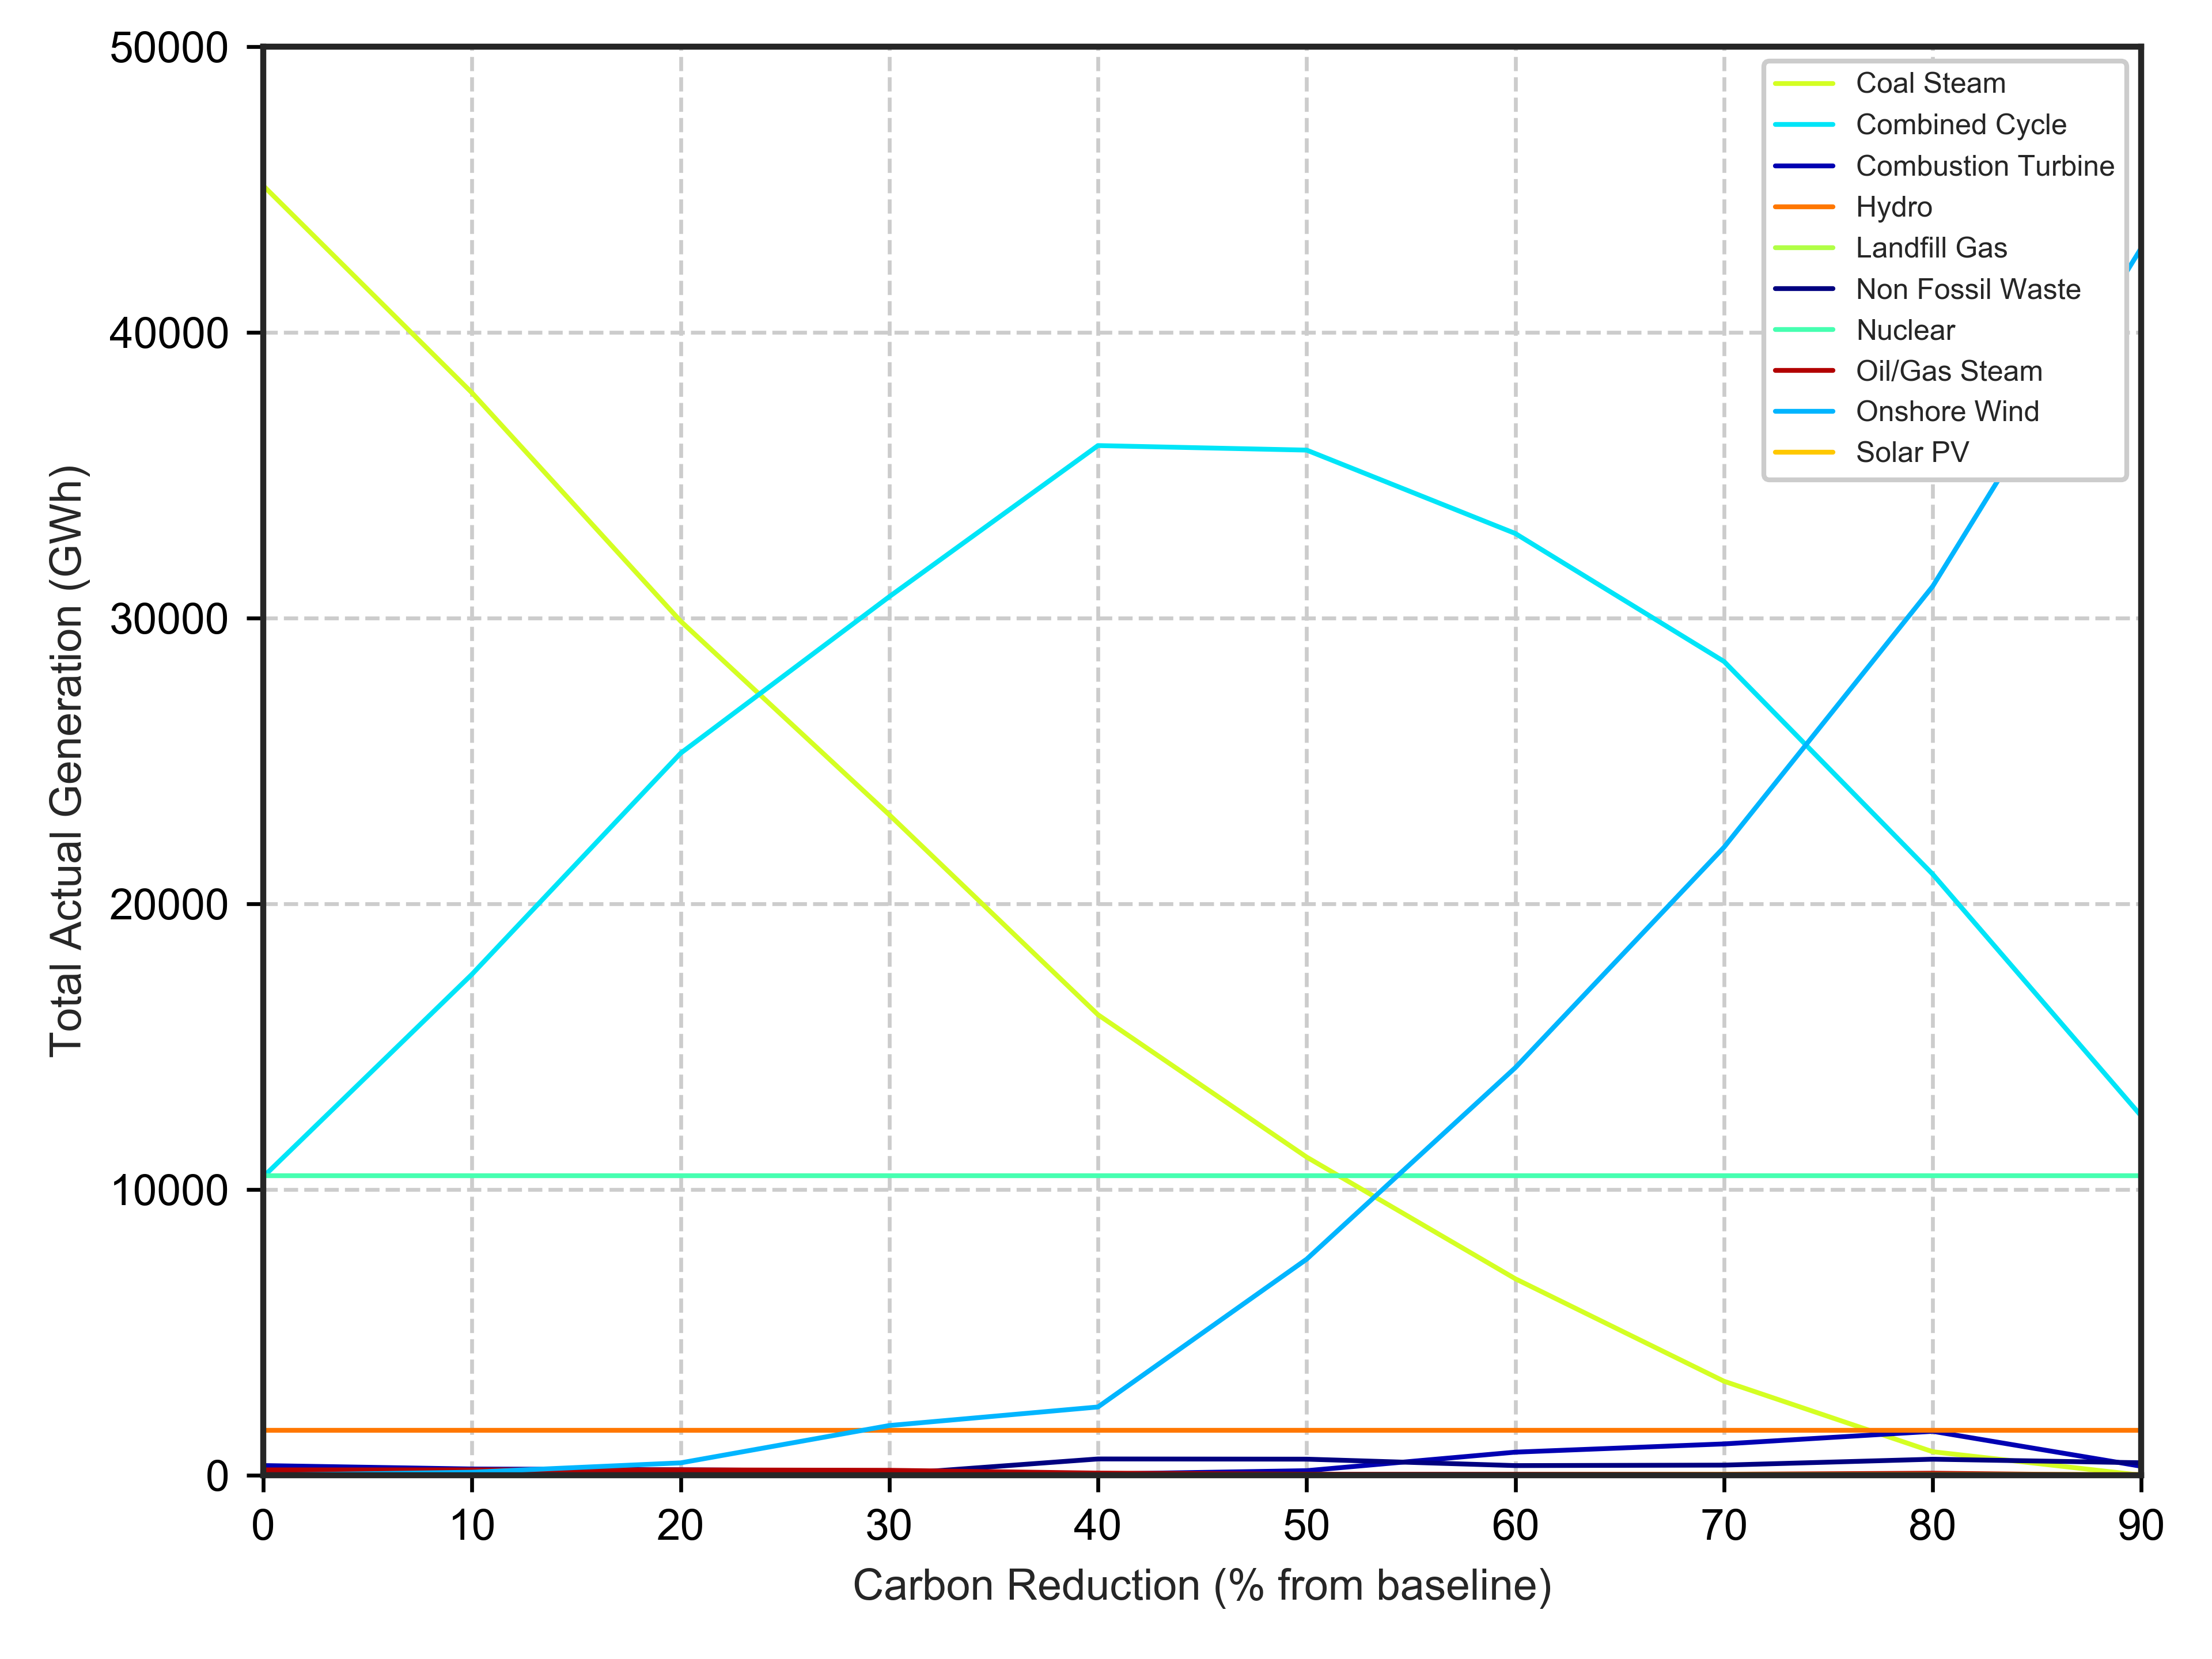 50000
40000
30000
20000
10000
0
Total Actual Generation (GWh)
Coal Steam
Combined Cycle
Combustion Turbine
Hydro
Landfill Gas
Non Fossil Waste
Nuclear
Oil/Gas Steam
Onshore Wind
Solar PV
0 10 20 30 40 50 60 70 80 90
Carbon Reduction (% from baseline)